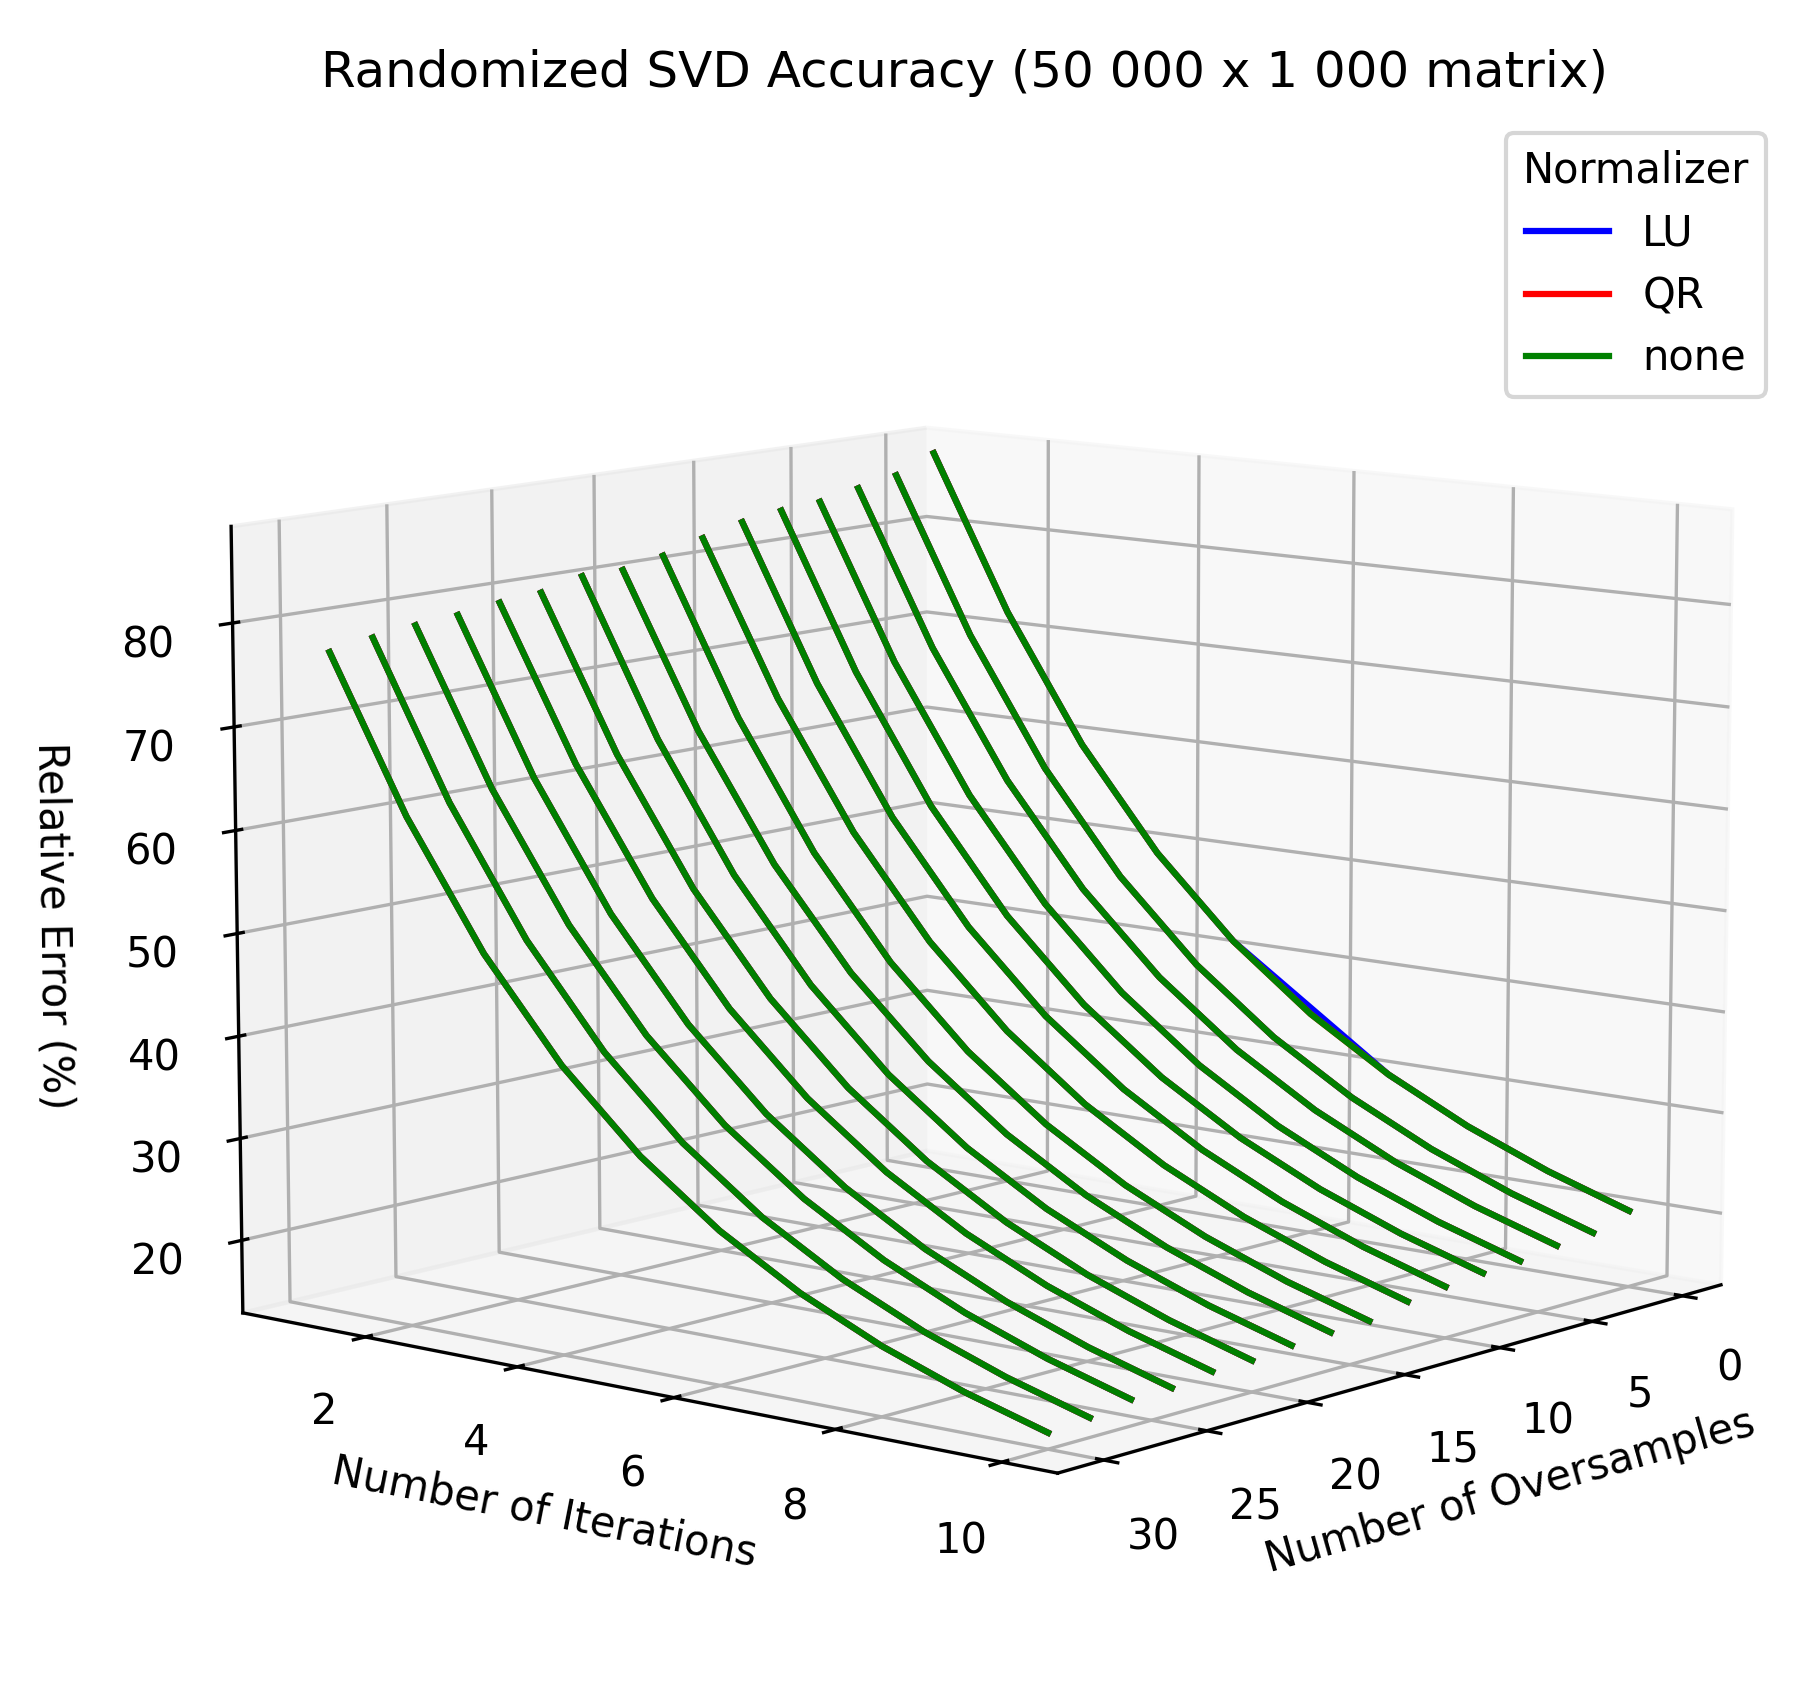 Randomized SVD Accuracy (50 000 x 1 000 matrix)
Normalizer
LU
QR
none
80
70
60
50
40
30
20
Relative Error (%)
2
4
6
8
10
Number of Iterations
0
5
10
15
20
25
30
Number of Oversamples